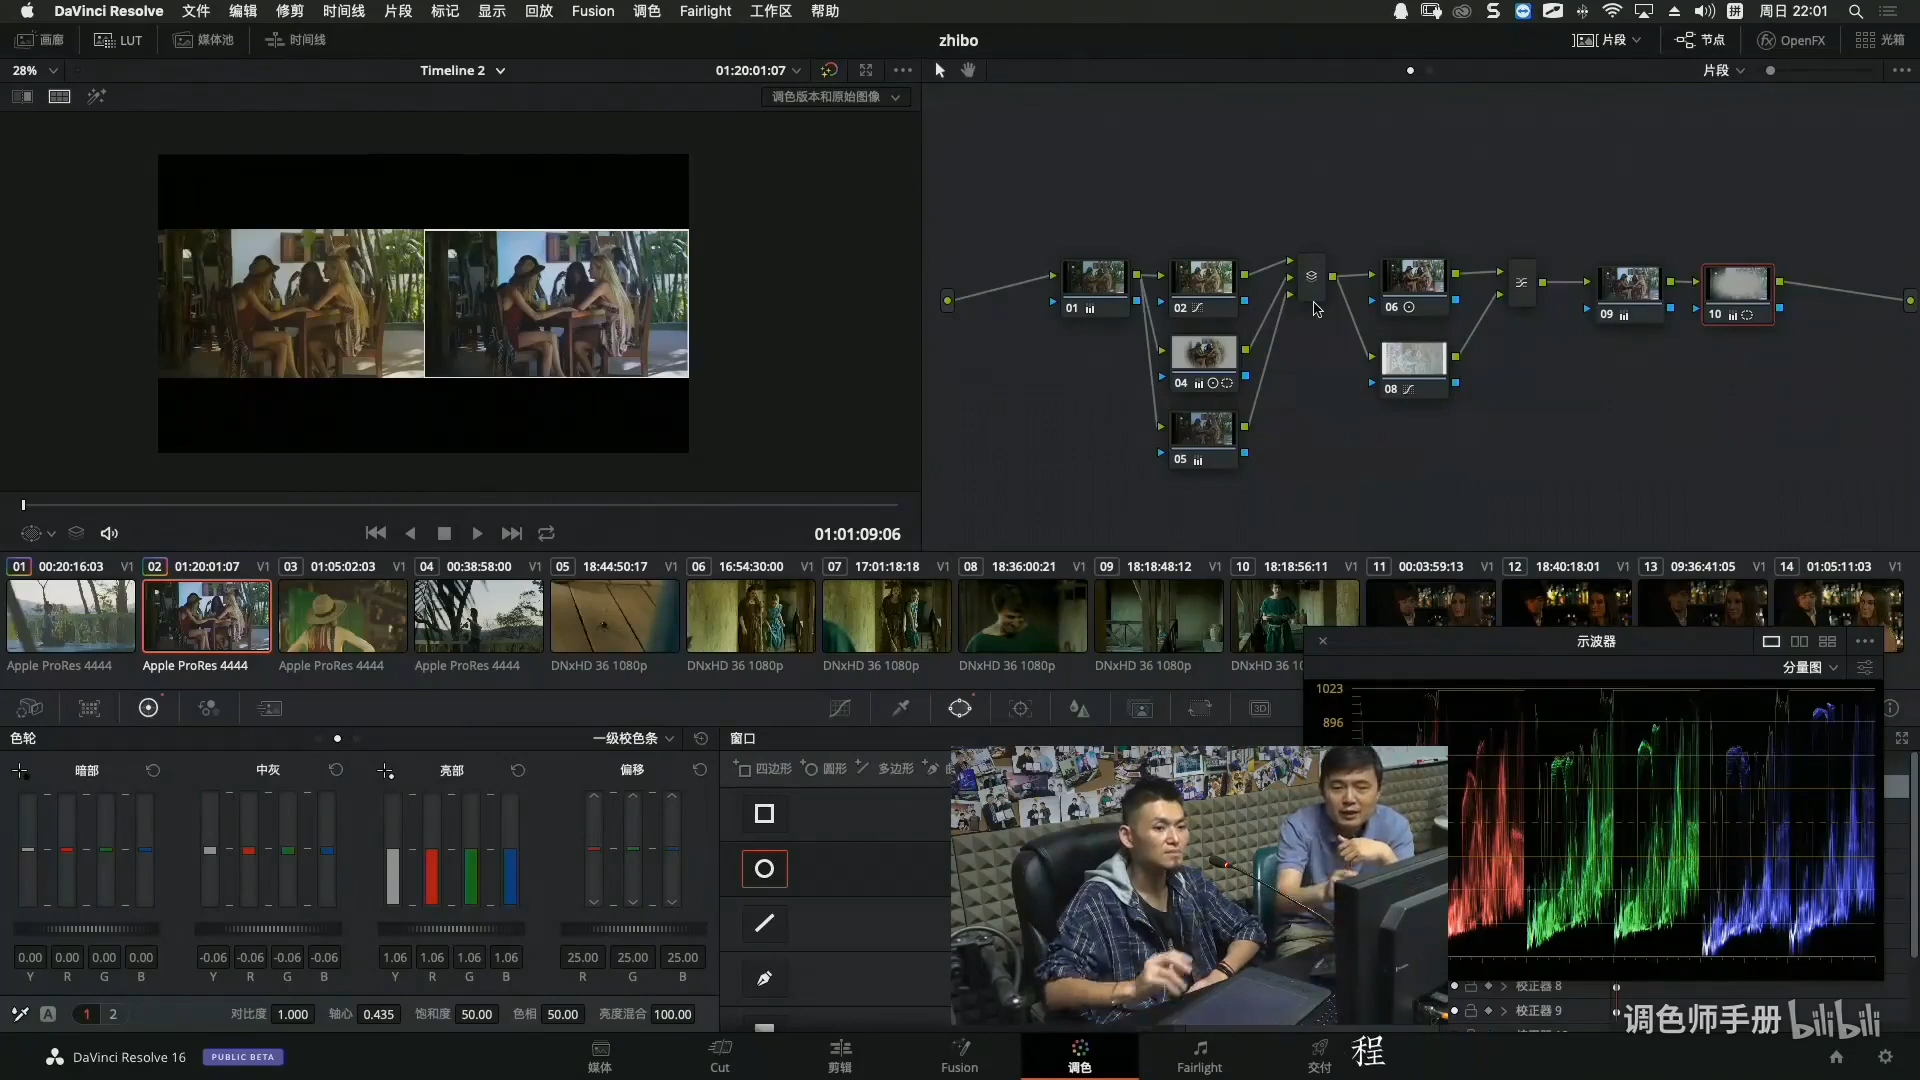 DaVinci Resolve 文件 编辑 修剪 时间线 片段 标记 显示 回放 Fusion 调色 Fairlight 工作区 帮助 周日 22:01
画廊 LUT 媒体池 时间线 zhibo 片段 节点 OpenFX 光箱
28% Timeline 2 01:20:01:07 片段
调色版本和原始图像
01 02 06 09 10
04 08
05
01:01:09:06
01 00:20:16:03 V1 02 01:20:01:07 V1 03 01:05:02:03 V1 04 00:38:58:00 V1 05 18:44:50:17 V1 06 16:54:30:00 V1 07 17:01:18:18 V1 08 18:36:00:21 V1 09 18:18:48:12 V1 10 18:18:56:11 V1 11 00:03:59:13 V1 12 18:40:18:01 V1 13 09:36:41:05 V1 14 01:05:11:03 V1
Apple ProRes 4444 Apple ProRes 4444 Apple ProRes 4444 Apple ProRes 4444 DNxHD 36 1080p DNxHD 36 1080p DNxHD 36 1080p DNxHD 36 1080p DNxHD 36 1080p DNxHD 36 10
示波器
分量图
1023
896
色轮 一级校色条 窗口
暗部 中灰 亮部 偏移
四边形 圆形 多边形
0.00 0.00 0.00 0.00 -0.06 -0.06 -0.06 -0.06 1.06 1.06 1.06 1.06 25.00 25.00 25.00
Y R G B Y R G B Y R G B R G B
A 1 2 对比度 1.000 轴心 0.435 饱和度 50.00 色相 50.00 亮度混合 100.00
校正器 8
校正器 9
调色师手册 bilibili
DaVinci Resolve 16 PUBLIC BETA
媒体 Cut 剪辑 Fusion 调色 Fairlight 交付
程